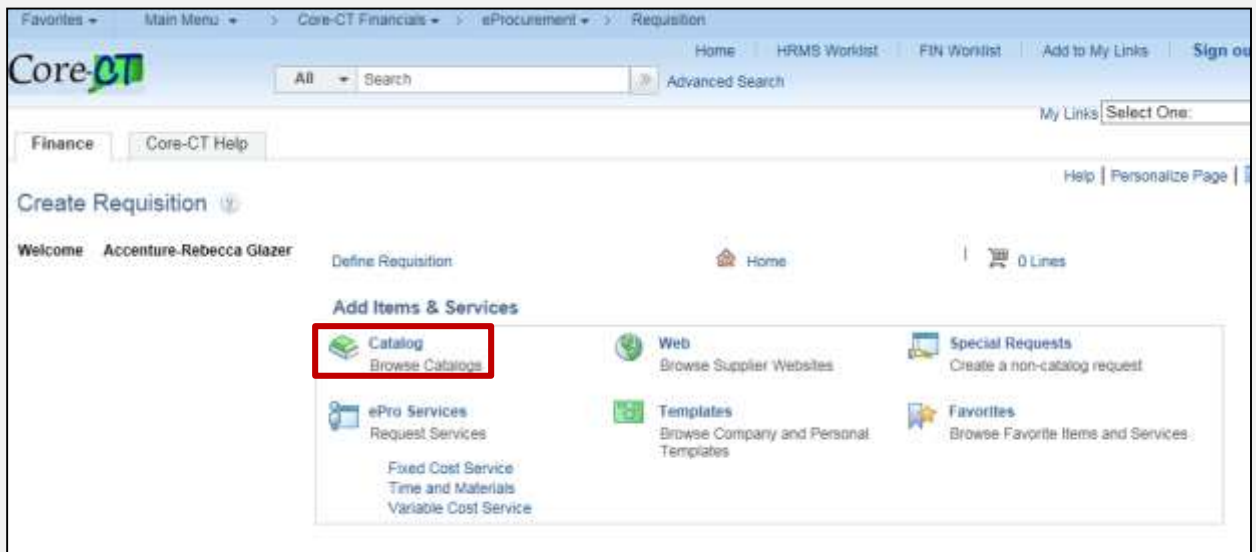 Favorites Main Menu > Core-CT Financials > eProcurement > Requisition
Home HRMS Worklist FIN Worklist Add to My Links Sign ou
Core-CT
All Search » Advanced Search
My Links Select One:
Finance Core-CT Help
Help | Personalize Page |
Create Requisition ?
Welcome Accenture-Rebecca Glazer
Define Requisition Home | 0 Lines
Add Items & Services
Catalog Web Special Requests
Browse Catalogs Browse Supplier Websites Create a non-catalog request
ePro Services Templates Favorites
Request Services Browse Company and Personal Browse Favorite Items and Services
Templates
Fixed Cost Service
Time and Materials
Variable Cost Service